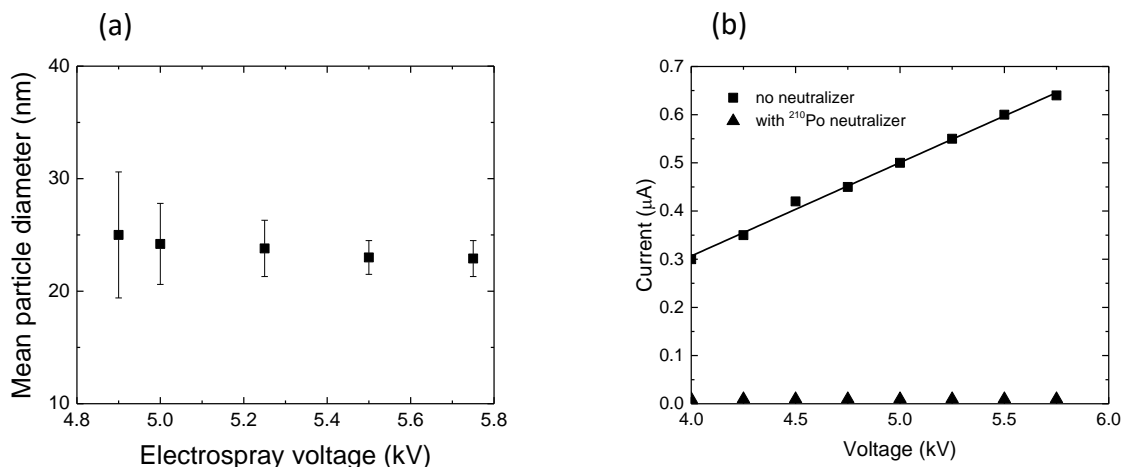 (a)
40
30
20
10
4.8 5.0 5.2 5.4 5.6 5.8
Mean particle diameter (nm)
Electrospray voltage (kV)
(b)
0.7
0.6
0.5
0.4
0.3
0.2
0.1
0.0
4.0 4.5 5.0 5.5 6.0
Current (µA)
Voltage (kV)
no neutralizer
with ²¹⁰Po neutralizer